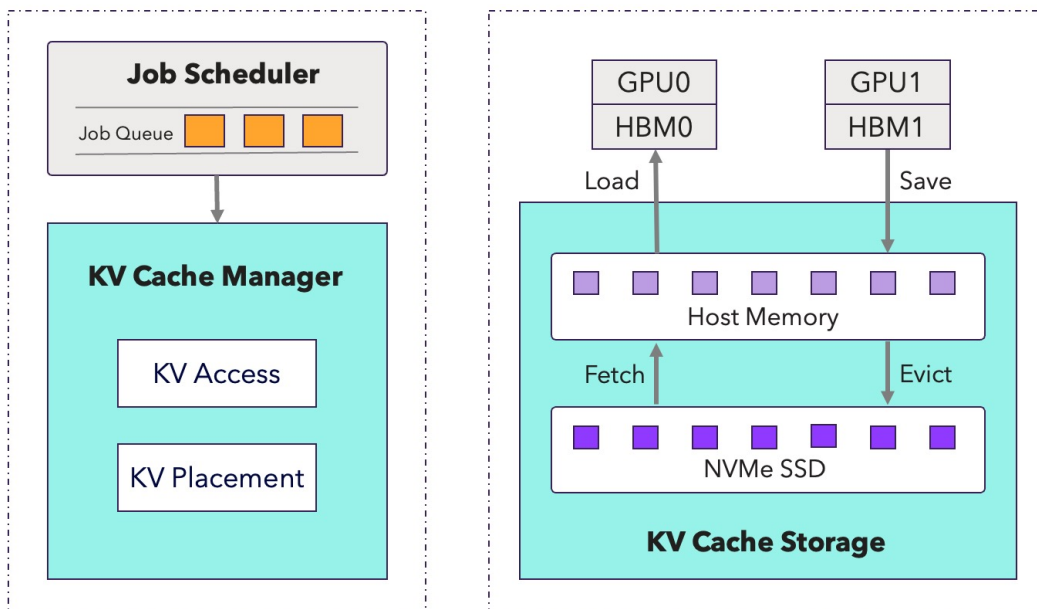 Job Scheduler
Job Queue
KV Cache Manager
KV Access
KV Placement
GPU0
HBM0
GPU1
HBM1
Load
Save
Host Memory
Fetch
Evict
NVMe SSD
KV Cache Storage